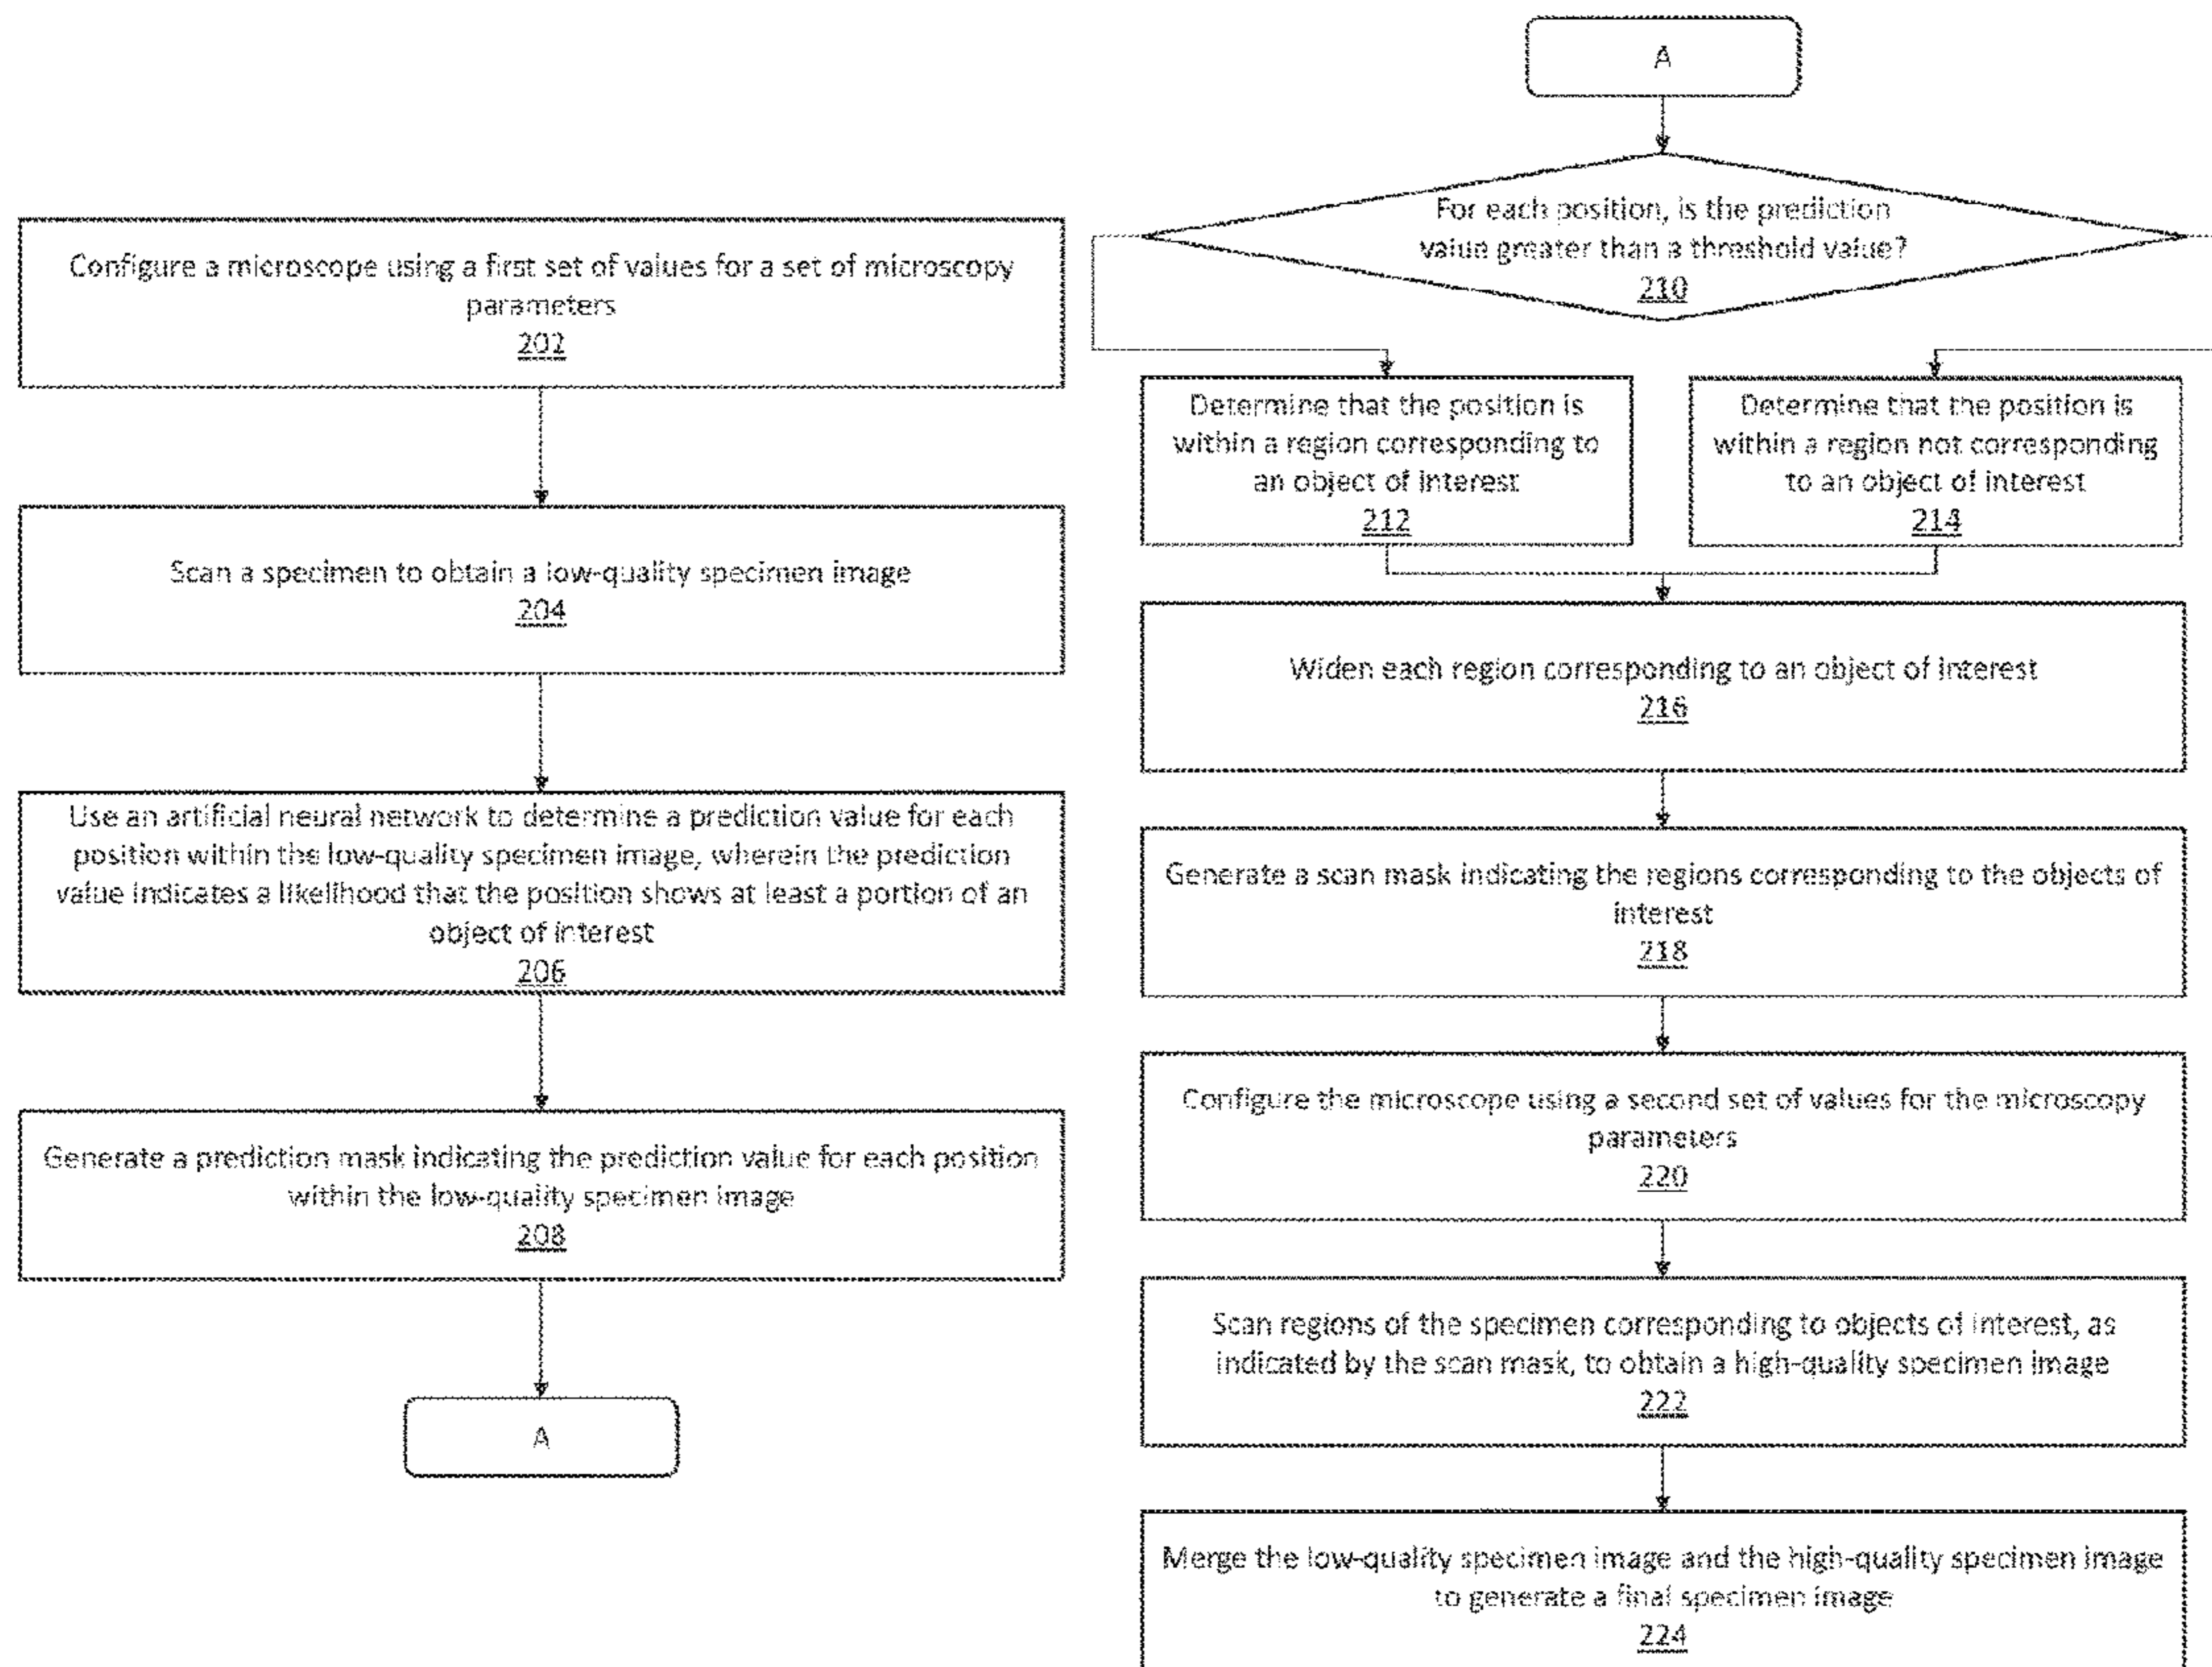 Configure a microscope using a first set of values for a set of microscopy
parameters
202
Scan a specimen to obtain a low-quality specimen image
204
Use an artificial neural network to determine a prediction value for each
position within the low-quality specimen image, wherein the prediction
value indicates a likelihood that the position shows at least a portion of an
object of interest
206
Generate a prediction mask indicating the prediction value for each position
within the low-quality specimen image
208
A
A
For each position, is the prediction
value greater than a threshold value?
210
Determine that the position is
within a region corresponding to
an object of interest
212
Determine that the position is
within a region not corresponding
to an object of interest
214
Widen each region corresponding to an object of interest
216
Generate a scan mask indicating the regions corresponding to the objects of
interest
218
Configure the microscope using a second set of values for the microscopy
parameters
220
Scan regions of the specimen corresponding to objects of interest, as
indicated by the scan mask, to obtain a high-quality specimen image
222
Merge the low-quality specimen image and the high-quality specimen image
to generate a final specimen image
224